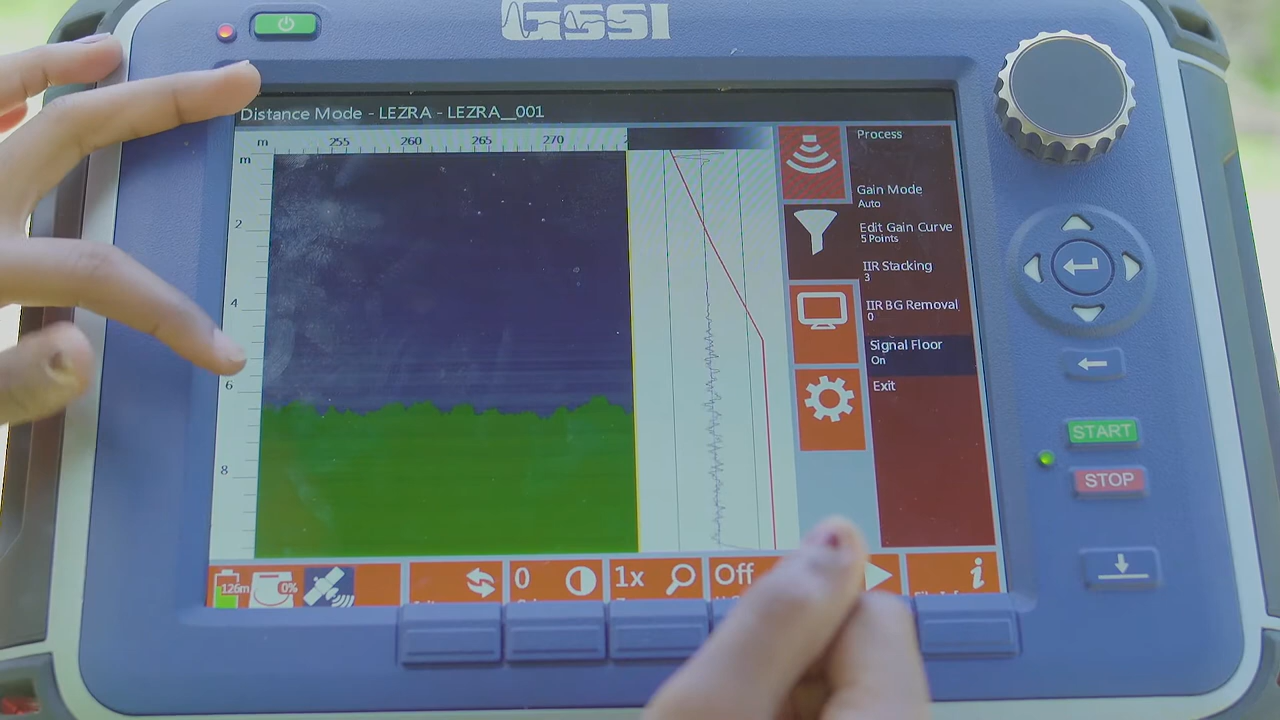 GSSI
Distance Mode - LEZRA - LEZRA__001
m 255 260 265 270
m
2
4
6
8
Process
Gain Mode
Auto
Edit Gain Curve
5 Points
IIR Stacking
3
IIR BG Removal
0
Signal Floor
On
Exit
START
STOP
126m 0% 0 1x Off i